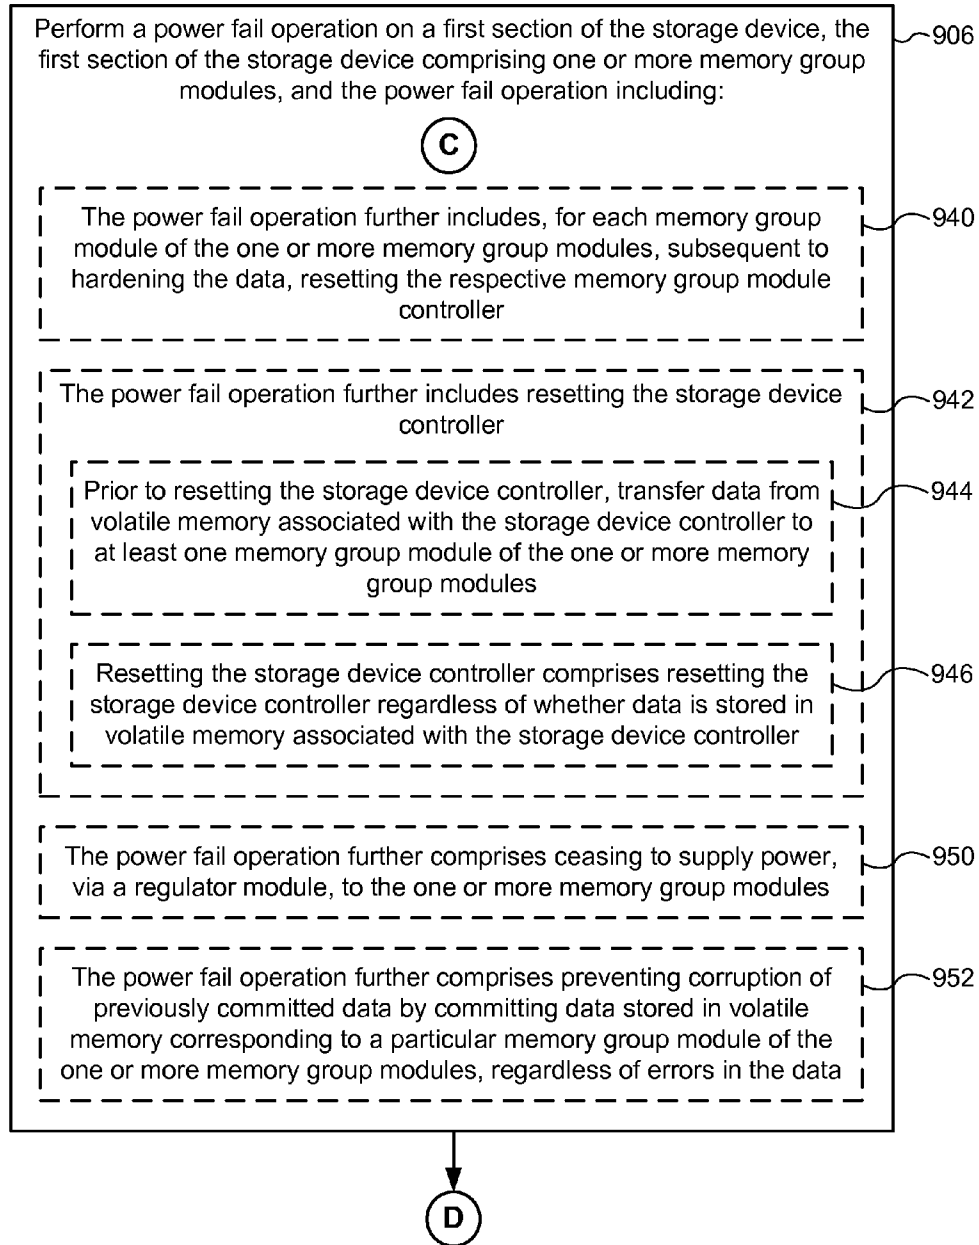 Perform a power fail operation on a first section of the storage device, the
first section of the storage device comprising one or more memory group
modules, and the power fail operation including:
906
C
The power fail operation further includes, for each memory group
module of the one or more memory group modules, subsequent to
hardening the data, resetting the respective memory group module
controller
940
The power fail operation further includes resetting the storage device
controller
942
Prior to resetting the storage device controller, transfer data from
volatile memory associated with the storage device controller to
at least one memory group module of the one or more memory
group modules
944
Resetting the storage device controller comprises resetting the
storage device controller regardless of whether data is stored in
volatile memory associated with the storage device controller
946
The power fail operation further comprises ceasing to supply power,
via a regulator module, to the one or more memory group modules
950
The power fail operation further comprises preventing corruption of
previously committed data by committing data stored in volatile
memory corresponding to a particular memory group module of the
one or more memory group modules, regardless of errors in the data
952
D